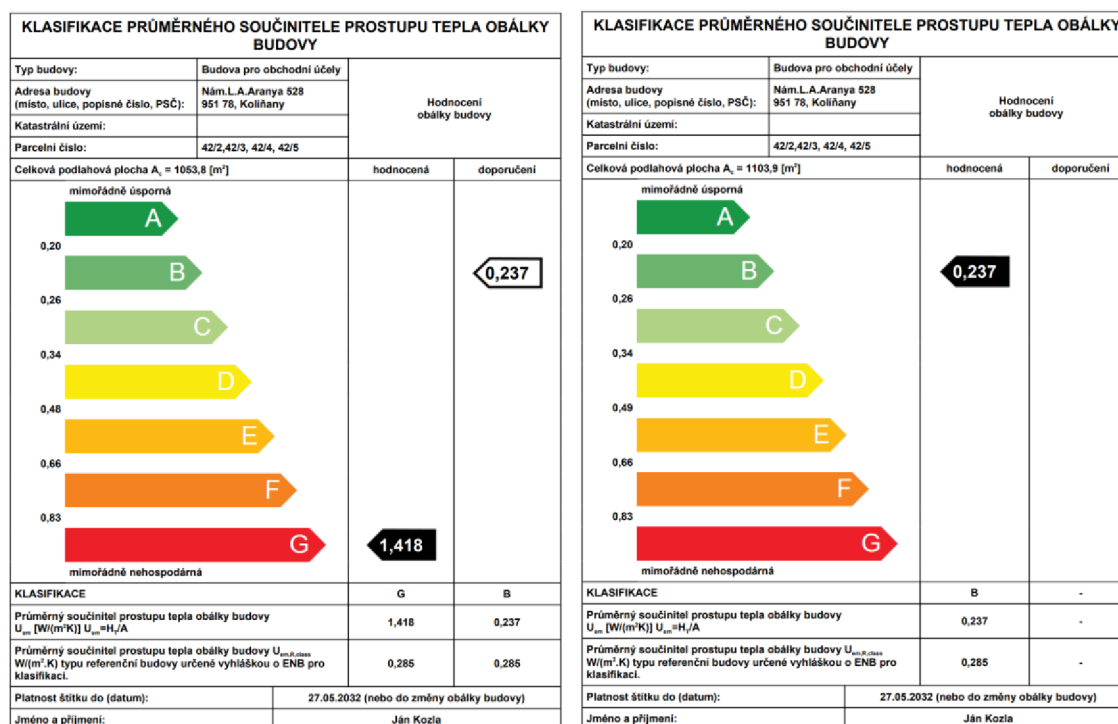 KLASIFIKACE PRŮMĚRNÉHO SOUČINITELE PROSTUPU TEPLA OBÁLKY
BUDOVY
Typ budovy: Budova pro obchodní účely
Adresa budovy
(místo, ulice, popisné číslo, PSČ):
Nám.L.A.Aranya 528
951 78, Kolíňany
Hodnocení
obálky budovy
Katastrální území:
Parcelní číslo: 42/2,42/3, 42/4, 42/5
Celková podlahová plocha Ac = 1053,8 [m²] hodnocená doporučení
mimořádně úsporná
A
0,20
B 0,237
0,26
C
0,34
D
0,48
E
0,66
F
0,83
G 1,418
mimořádně nehospodárná
KLASIFIKACE G B
Průměrný součinitel prostupu tepla obálky budovy
Uem [W/(m²K)] Uem=HT/A 1,418 0,237
Průměrný součinitel prostupu tepla obálky budovy Uem,R,class
W/(m².K) typu referenční budovy určené vyhláškou o ENB pro
klasifikaci.
0,285 0,285
Platnost štítku do (datum): 27.05.2032 (nebo do změny obálky budovy)
Jméno a příjmení: Ján Kozla
KLASIFIKACE PRŮMĚRNÉHO SOUČINITELE PROSTUPU TEPLA OBÁLKY
BUDOVY
Typ budovy: Budova pro obchodní účely
Adresa budovy
(místo, ulice, popisné číslo, PSČ):
Nám.L.A.Aranya 528
951 78, Kolíňany
Hodnocení
obálky budovy
Katastrální území:
Parcelní číslo: 42/2,42/3, 42/4, 42/5
Celková podlahová plocha Ac = 1103,9 [m²] hodnocená doporučení
mimořádně úsporná
A
0,20
B 0,237
0,26
C
0,34
D
0,49
E
0,66
F
0,83
G
mimořádně nehospodárná
KLASIFIKACE B -
Průměrný součinitel prostupu tepla obálky budovy
Uem [W/(m²K)] Uem=HT/A 0,237 -
Průměrný součinitel prostupu tepla obálky budovy Uem,R,class
W/(m².K) typu referenční budovy určené vyhláškou o ENB pro
klasifikaci.
0,285 -
Platnost štítku do (datum): 27.05.2032 (nebo do změny obálky budovy)
Jméno a příjmení: Ján Kozla